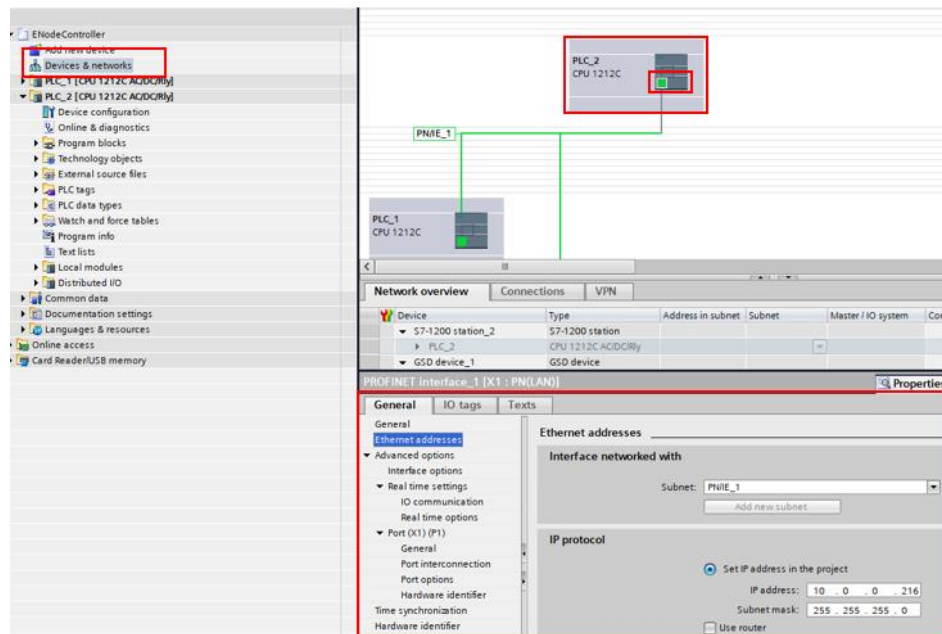 ENodeController
Add new device
Devices & networks
PLC_1 [CPU 1212C AC/DC/Rly]
PLC_2 [CPU 1212C AC/DC/Rly]
Device configuration
Online & diagnostics
Program blocks
Technology objects
External source files
PLC tags
PLC data types
Watch and force tables
Program info
Text lists
Local modules
Distributed I/O
Common data
Documentation settings
Languages & resources
Online access
Card Reader/USB memory
PLC_2
CPU 1212C
PN/IE_1
PLC_1
CPU 1212C
Network overview Connections VPN
Device Type Address in subnet Subnet Master / IO system
S7-1200 station_2 S7-1200 station
PLC_2 CPU 1212C AC/DC/Rly
GSD device_1 GSD device
PROFINET interface_1 [X1 : PN(LAN)] Properties
General IO tags Texts
General
Ethernet addresses
Advanced options
Interface options
Real time settings
IO communication
Real time options
Port (X1) (P1)
General
Port interconnection
Port options
Hardware identifier
Time synchronization
Hardware identifier
Ethernet addresses
Interface networked with
Subnet: PN/IE_1
Add new subnet
IP protocol
Set IP address in the project
IP address: 10 . 0 . 0 . 216
Subnet mask: 255 . 255 . 255 . 0
Use router